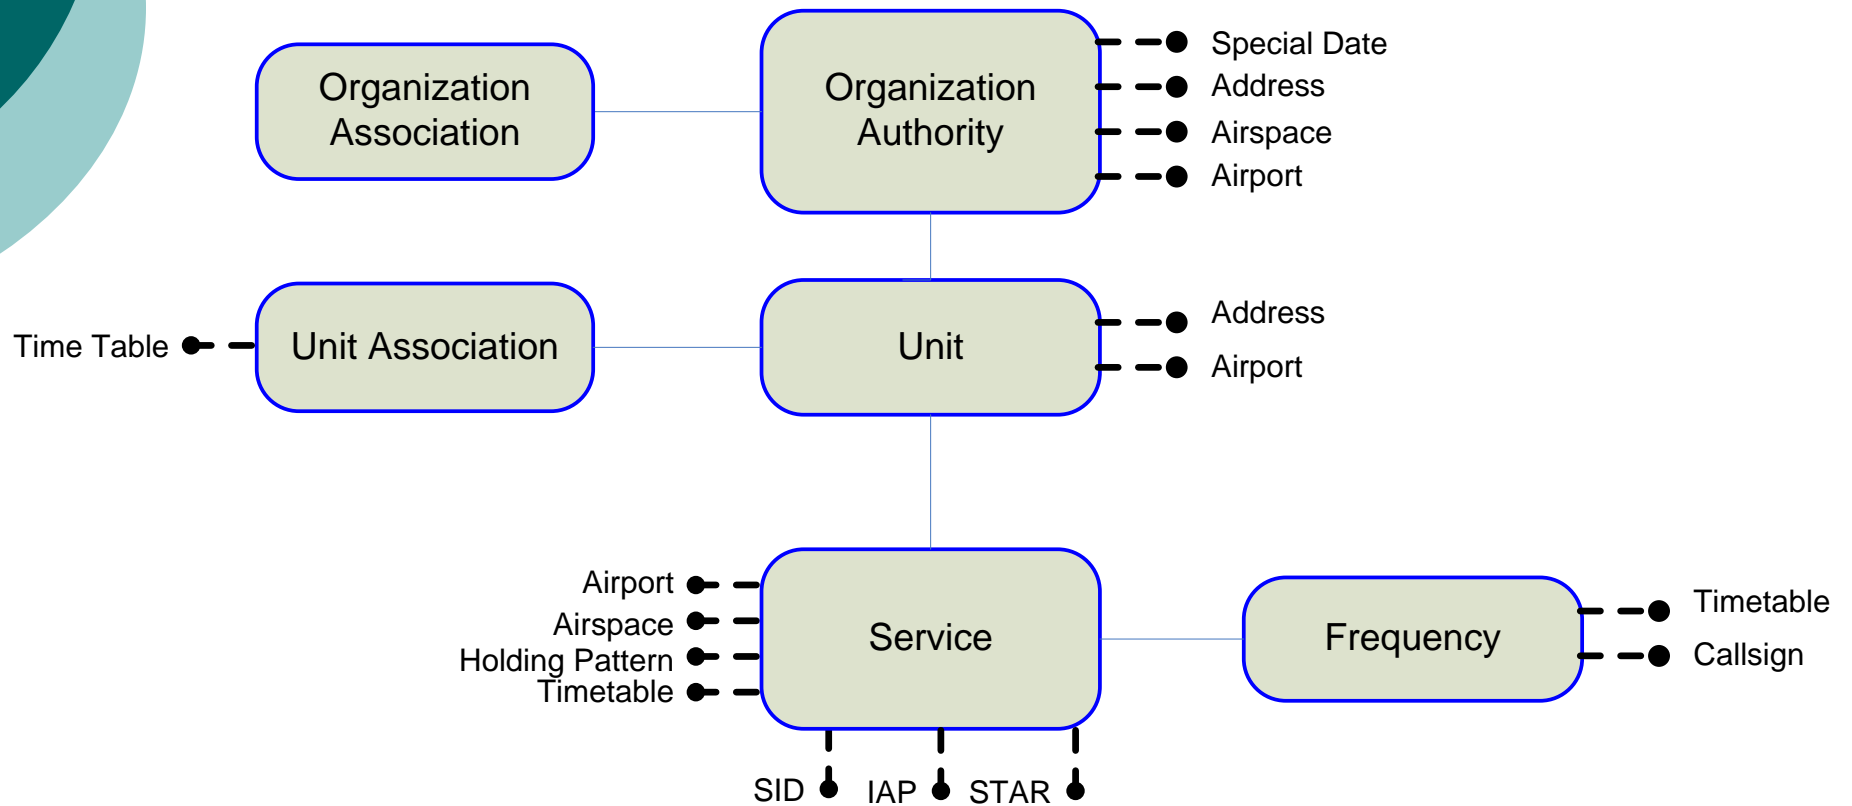 Organization
Association
Organization
Authority
Special Date
Address
Airspace
Airport
Time Table
Unit Association
Unit
Address
Airport
Airport
Airspace
Holding Pattern
Timetable
Service
Frequency
Timetable
Callsign
SID
IAP
STAR